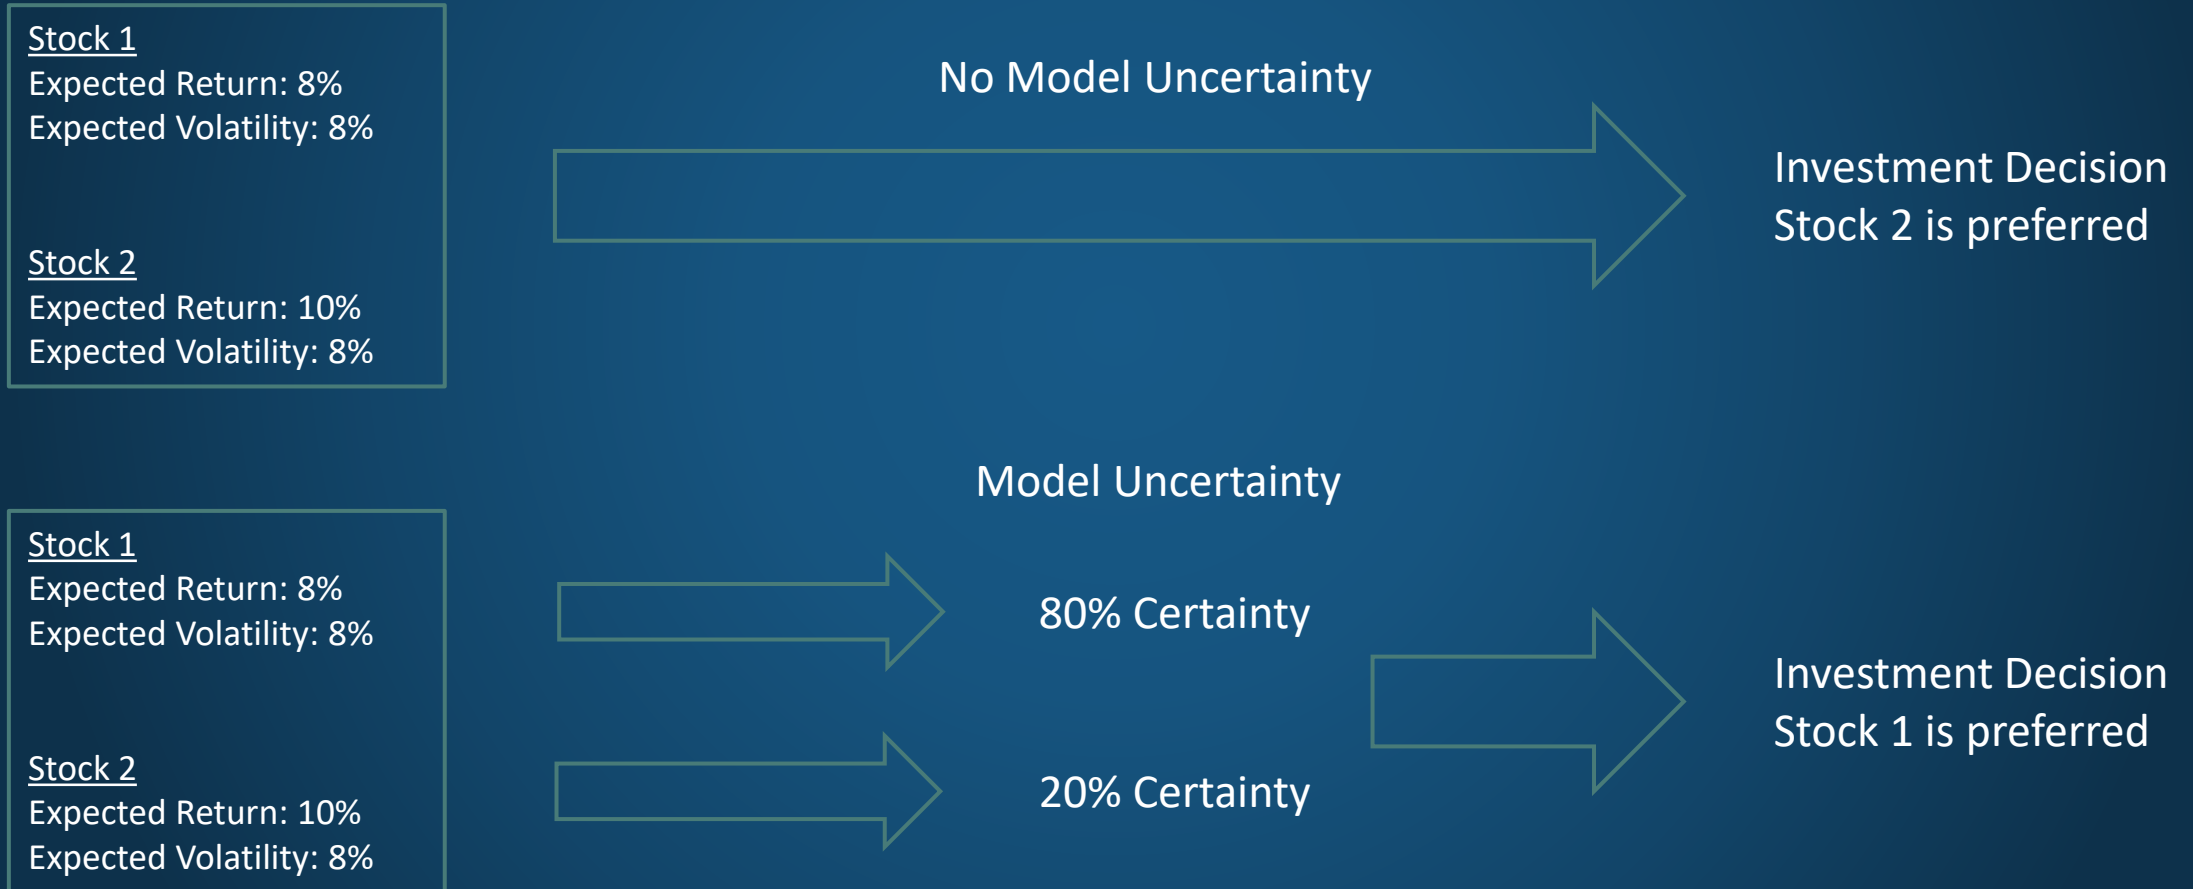 Stock 1
Expected Return: 8%
Expected Volatility: 8%
Stock 2
Expected Return: 10%
Expected Volatility: 8%
No Model Uncertainty
Investment Decision
Stock 2 is preferred
Model Uncertainty
Stock 1
Expected Return: 8%
Expected Volatility: 8%
Stock 2
Expected Return: 10%
Expected Volatility: 8%
80% Certainty
20% Certainty
Investment Decision
Stock 1 is preferred